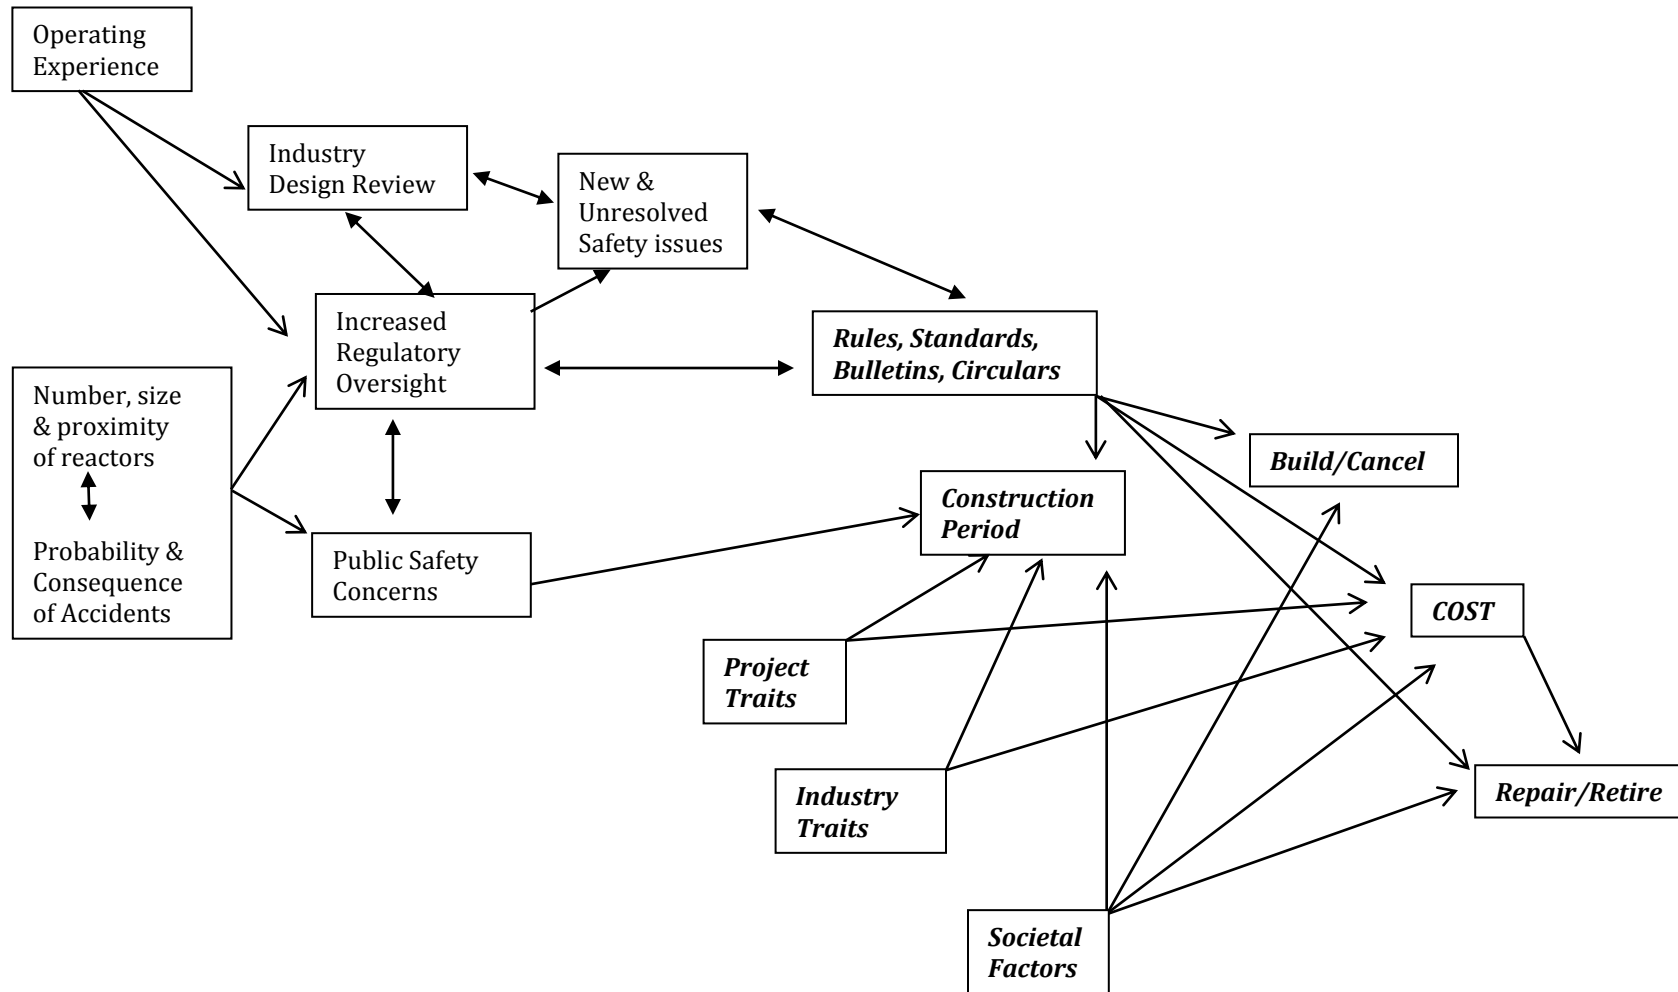 Operating
Experience
Industry
Design Review
New &
Unresolved
Safety issues
Increased
Regulatory
Oversight
Rules, Standards,
Bulletins, Circulars
Number, size
& proximity
of reactors
Probability &
Consequence
of Accidents
Public Safety
Concerns
Construction
Period
Build/Cancel
COST
Project
Traits
Industry
Traits
Repair/Retire
Societal
Factors